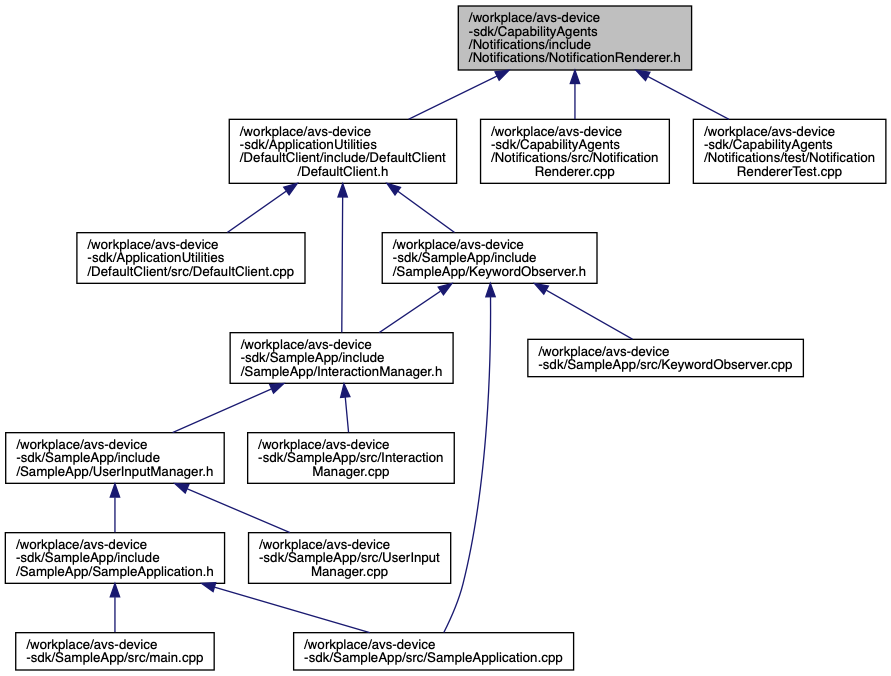 /workplace/avs-device
-sdk/CapabilityAgents
/Notifications/include
/Notifications/NotificationRenderer.h
/workplace/avs-device
-sdk/ApplicationUtilities
/DefaultClient/include/DefaultClient
/DefaultClient.h
/workplace/avs-device
-sdk/CapabilityAgents
/Notifications/src/Notification
Renderer.cpp
/workplace/avs-device
-sdk/CapabilityAgents
/Notifications/test/Notification
RendererTest.cpp
/workplace/avs-device
-sdk/ApplicationUtilities
/DefaultClient/src/DefaultClient.cpp
/workplace/avs-device
-sdk/SampleApp/include
/SampleApp/KeywordObserver.h
/workplace/avs-device
-sdk/SampleApp/include
/SampleApp/InteractionManager.h
/workplace/avs-device
-sdk/SampleApp/src/KeywordObserver.cpp
/workplace/avs-device
-sdk/SampleApp/include
/SampleApp/UserInputManager.h
/workplace/avs-device
-sdk/SampleApp/src/Interaction
Manager.cpp
/workplace/avs-device
-sdk/SampleApp/include
/SampleApp/SampleApplication.h
/workplace/avs-device
-sdk/SampleApp/src/UserInput
Manager.cpp
/workplace/avs-device
-sdk/SampleApp/src/main.cpp
/workplace/avs-device
-sdk/SampleApp/src/SampleApplication.cpp